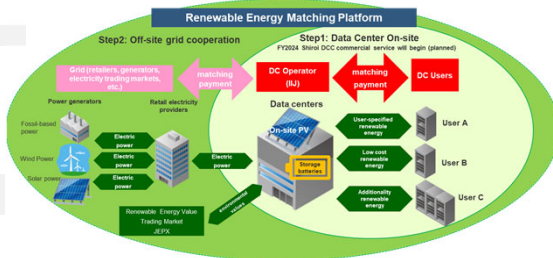 Renewable Energy Matching Platform
Step2: Off-site grid cooperation
Step1: Data Center On-site
FY2024 Shiroi DCC commercial service will begin (planned)
Grid (retailers, generators,
electricity trading markets,
etc.)
matching
payment
DC Operator
(IIJ)
matching
payment
DC Users
Power generators
Retail electricity
providers
Data centers
Fossil-based
power
Electric
power
Wind Power
Electric
power
Solar power
Electric
power
Electric
power
On-site PV
Storage
batteries
User-specified
renewable
energy
User A
Low cost
renewable
energy
User B
Additionality
renewable
energy
User C
environmental
values
Renewable Energy Value
Trading Market
JEPX